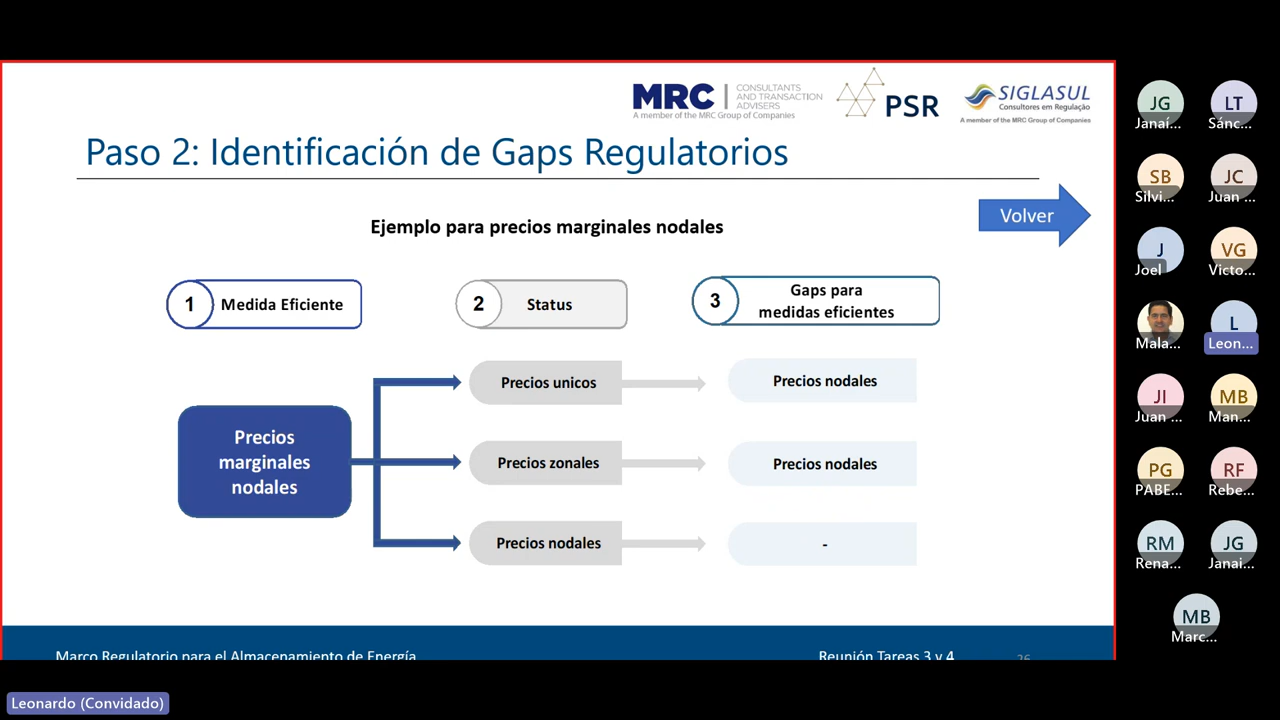 MRC
CONSULTANTS
AND TRANSACTION
ADVISERS
A member of the MRC Group of Companies
PSR
SIGLASUL
Consultores em Regulação
A member of the MRC Group of Companies
Paso 2: Identificación de Gaps Regulatorios
Volver
Ejemplo para precios marginales nodales
1 Medida Eficiente
2 Status
3 Gaps para
medidas eficientes
Precios
marginales
nodales
Precios unicos
Precios nodales
Precios zonales
Precios nodales
Precios nodales
-
Marco Regulatorio para el Almacenamiento de Energía
Reunión Tareas 3 y 4
26
JG
Janaí...
LT
Sánc...
SB
Silvi...
JC
Juan ...
J
Joel
VG
Victo...
Mala...
L
Leon...
JI
Juan ...
MB
Man...
PG
PABE...
RF
Rebe...
RM
Rena...
JG
Janai...
MB
Marc...
Leonardo (Convidado)